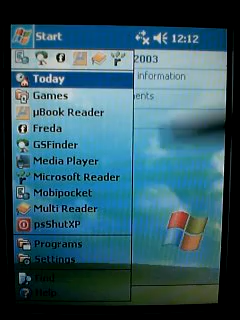 Start 12:12
2003
Today
information
Games
ents
µBook Reader
Freda
GSFinder
Media Player
Microsoft Reader
Mobipocket
Multi Reader
psShutXP
Programs
Settings
Find
Help